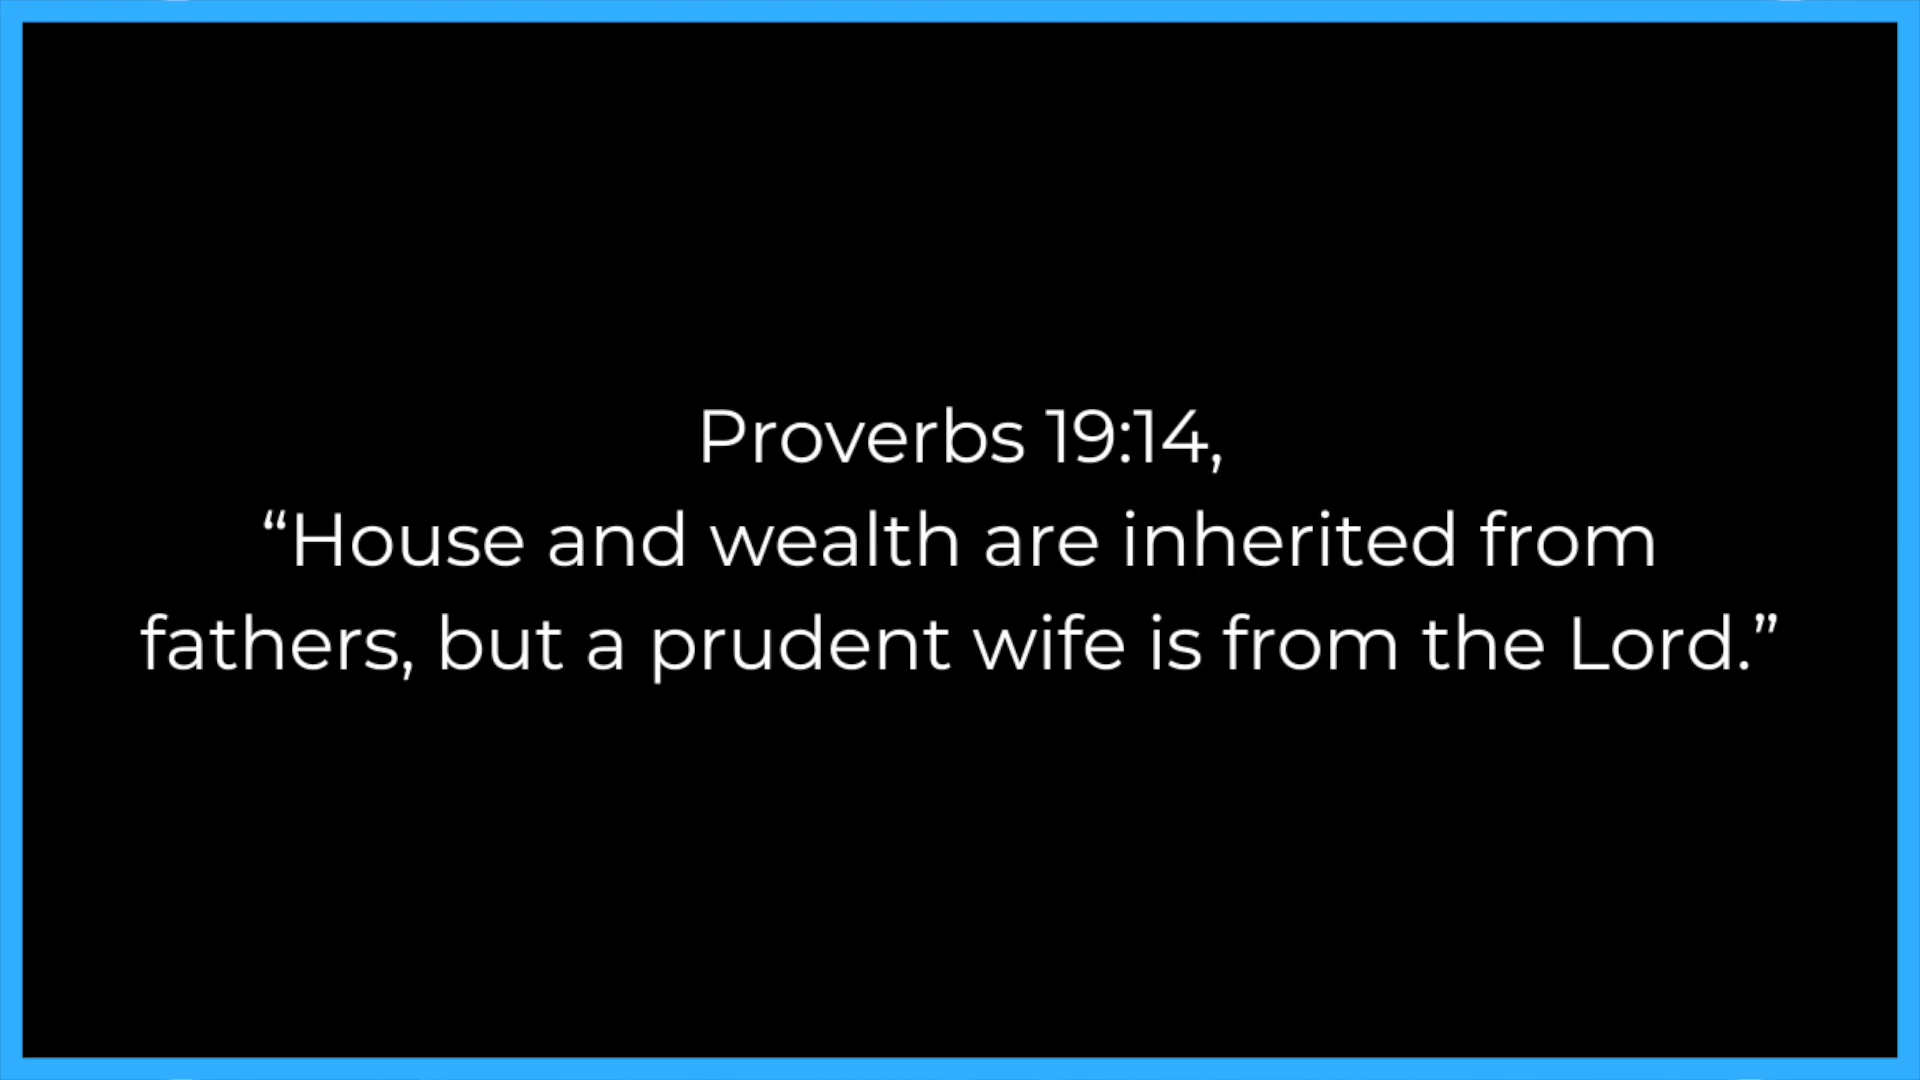 Proverbs 19:14,
“House and wealth are inherited from
fathers, but a prudent wife is from the Lord.”